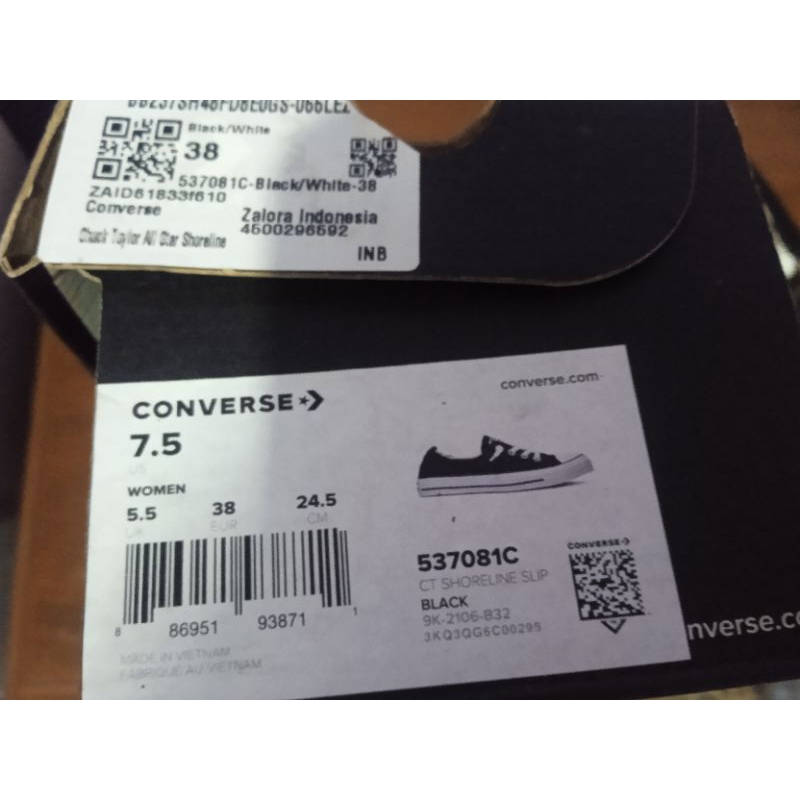 Black/White
38
537081C-Black/White-38
ZAID61833f610
Converse
Zalora Indonesia
4500296592
Chuck Taylor All Star Shoreline
INB
CONVERSE
converse.com
7.5
US
WOMEN
5.5 38 24.5
UK EUR CM
8 86951 93871 1
MADE IN VIETNAM
FABRIQUE AU VIETNAM
537081C
CT SHORELINE SLIP
BLACK
9K-2106-B32
3KQ3QG6C00295
CONVERSE
nverse.co